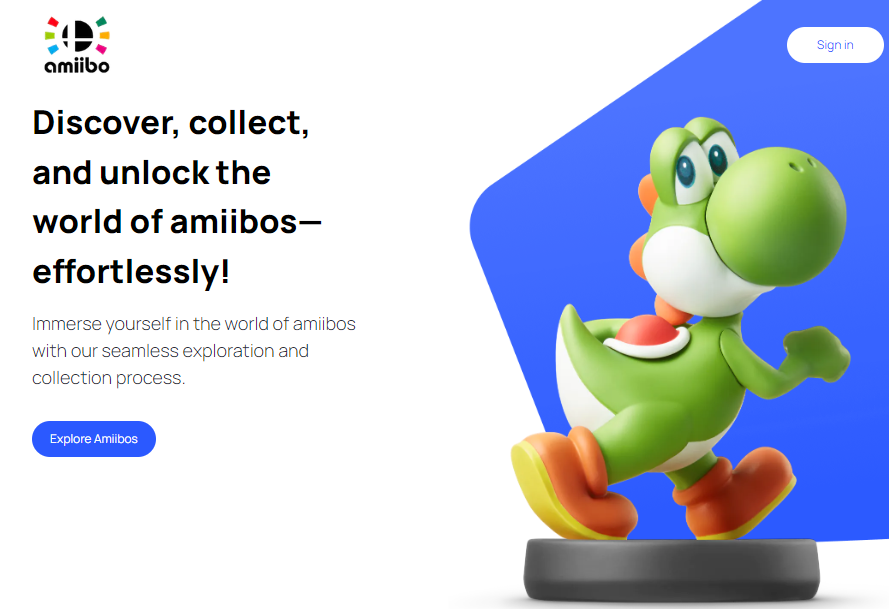 amiibo
Sign in
Discover, collect,
and unlock the
world of amiibos—
effortlessly!
Immerse yourself in the world of amiibos
with our seamless exploration and
collection process.
Explore Amiibos